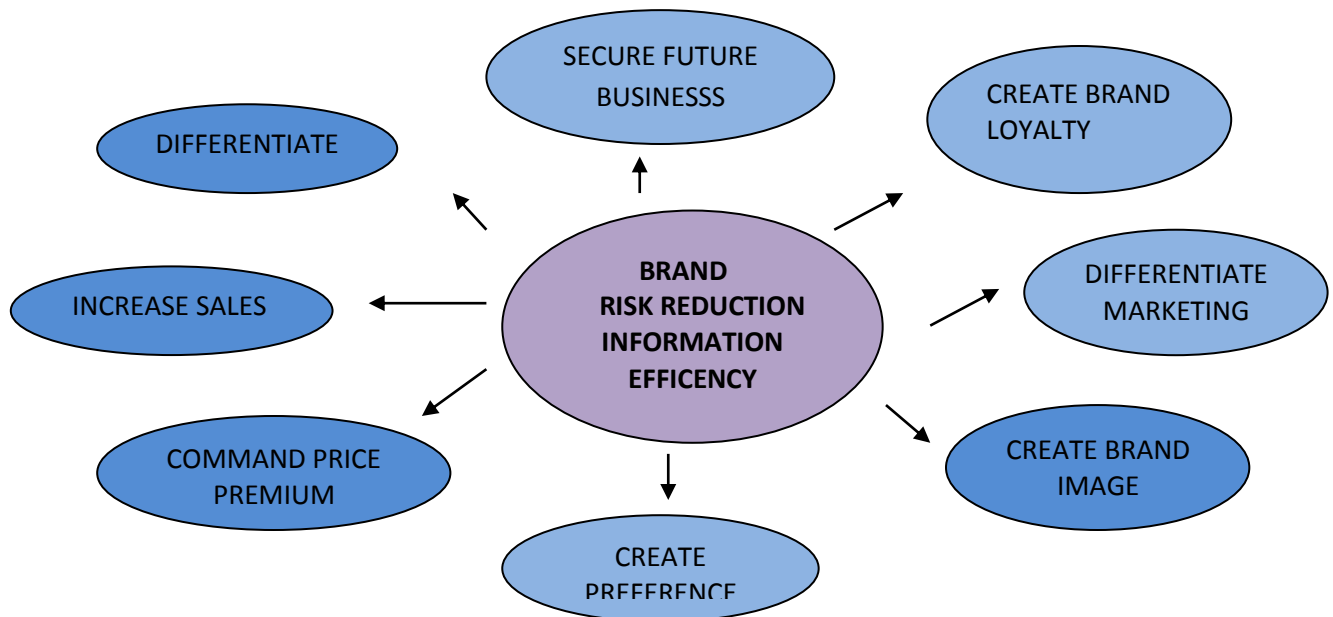 SECURE FUTURE
BUSINESSS
CREATE BRAND
LOYALTY
DIFFERENTIATE
DIFFERENTIATE
MARKETING
BRAND
RISK REDUCTION
INFORMATION
EFFICENCY
INCREASE SALES
COMMAND PRICE
PREMIUM
CREATE BRAND
IMAGE
CREATE
PREFERENCE